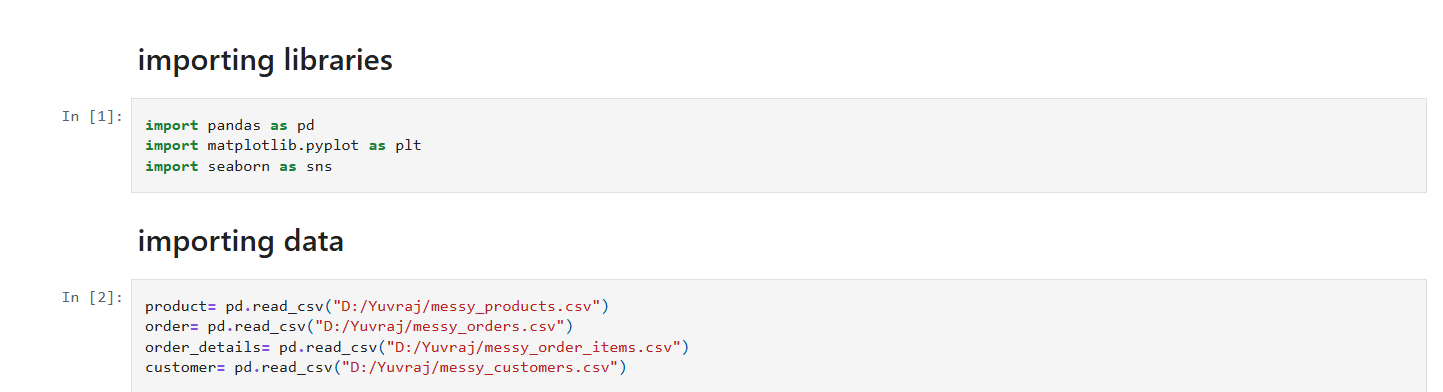 importing libraries
In [1]:
import pandas as pd
import matplotlib.pyplot as plt
import seaborn as sns
importing data
In [2]:
product= pd.read_csv("D:/Yuvraj/messy_products.csv")
order= pd.read_csv("D:/Yuvraj/messy_orders.csv")
order_details= pd.read_csv("D:/Yuvraj/messy_order_items.csv")
customer= pd.read_csv("D:/Yuvraj/messy_customers.csv")